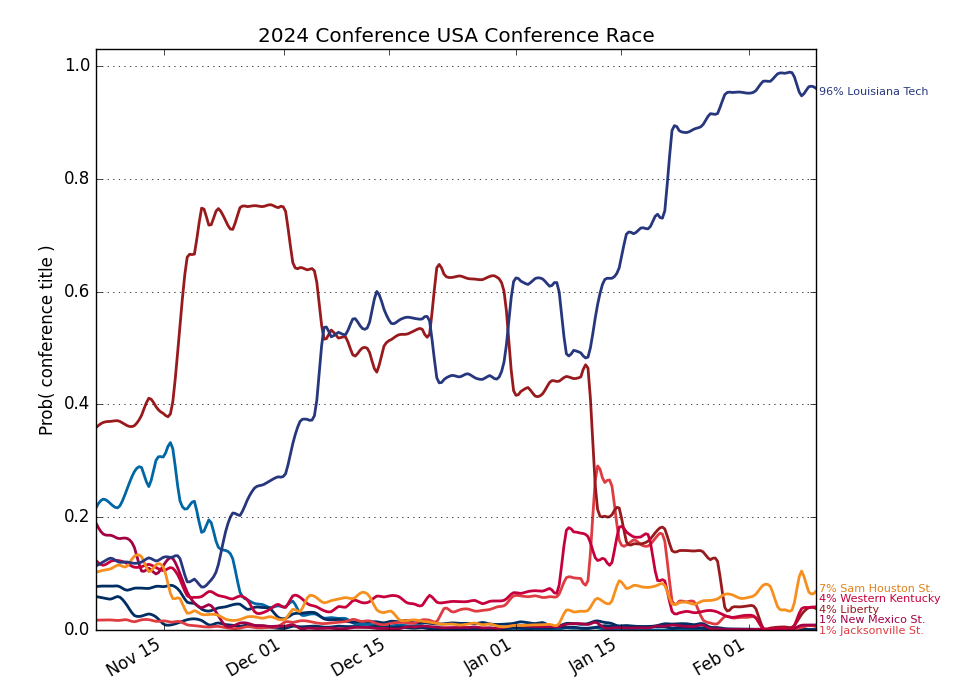 2024 Conference USA Conference Race
Prob( conference title )
1.0
0.8
0.6
0.4
0.2
0.0
Nov 15
Dec 01
Dec 15
Jan 01
Jan 15
Feb 01
96% Louisiana Tech
7% Sam Houston St.
4% Western Kentucky
4% Liberty
1% New Mexico St.
1% Jacksonville St.